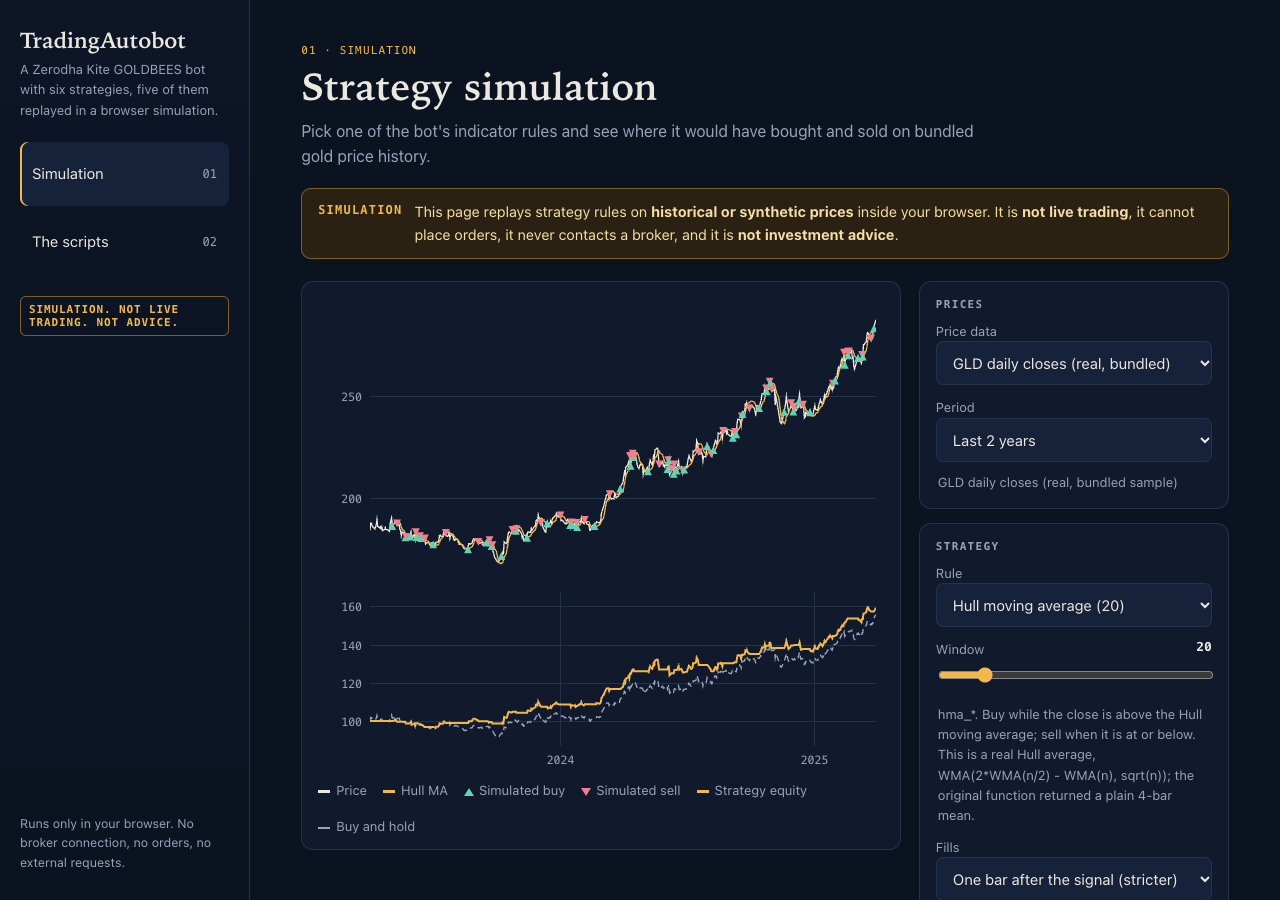 TradingAutobot
A Zerodha Kite GOLDBEES bot
with six strategies, five of them
replayed in a browser simulation.
Simulation 01
The scripts 02
SIMULATION. NOT LIVE
TRADING. NOT ADVICE.
Runs only in your browser. No
broker connection, no orders, no
external requests.
01 · SIMULATION
Strategy simulation
Pick one of the bot's indicator rules and see where it would have bought and sold on bundled
gold price history.
SIMULATION This page replays strategy rules on historical or synthetic prices inside your browser. It is not live trading, it cannot
place orders, it never contacts a broker, and it is not investment advice.
250
200
160
140
120
100
2024 2025
Price Hull MA Simulated buy Simulated sell Strategy equity
Buy and hold
PRICES
Price data
GLD daily closes (real, bundled)
Period
Last 2 years
GLD daily closes (real, bundled sample)
STRATEGY
Rule
Hull moving average (20)
Window 20
hma_*. Buy while the close is above the Hull
moving average; sell when it is at or below.
This is a real Hull average,
WMA(2*WMA(n/2) - WMA(n), sqrt(n)); the
original function returned a plain 4-bar
mean.
Fills
One bar after the signal (stricter)